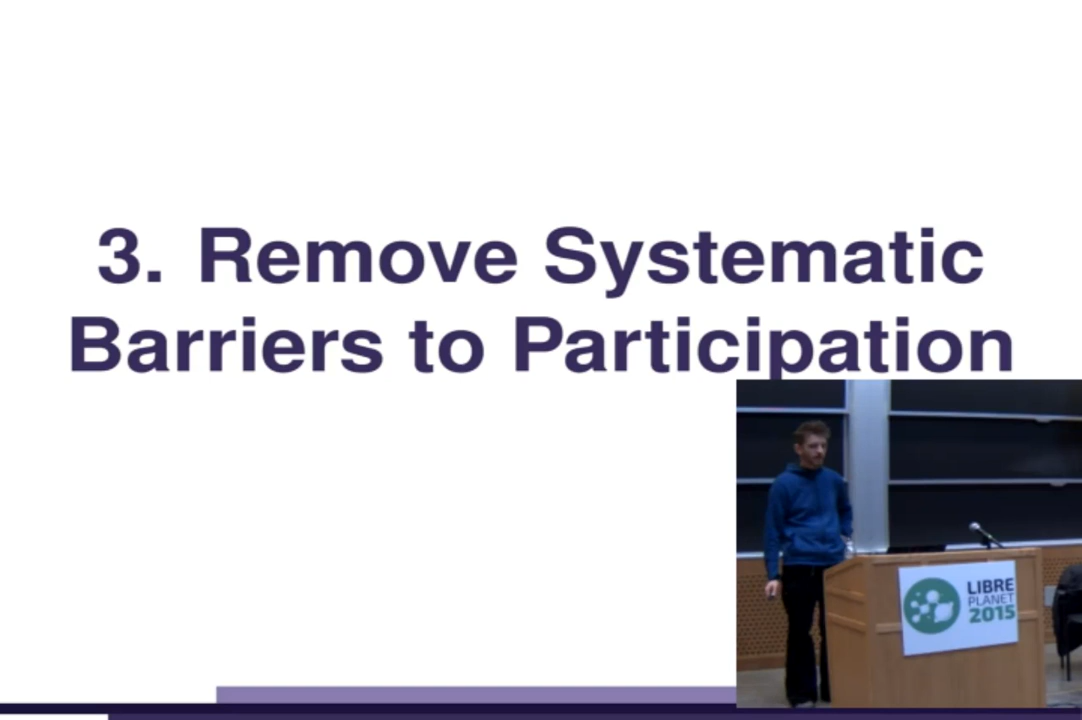 3. Remove Systematic
Barriers to Participation
LIBRE
PLANET
2015